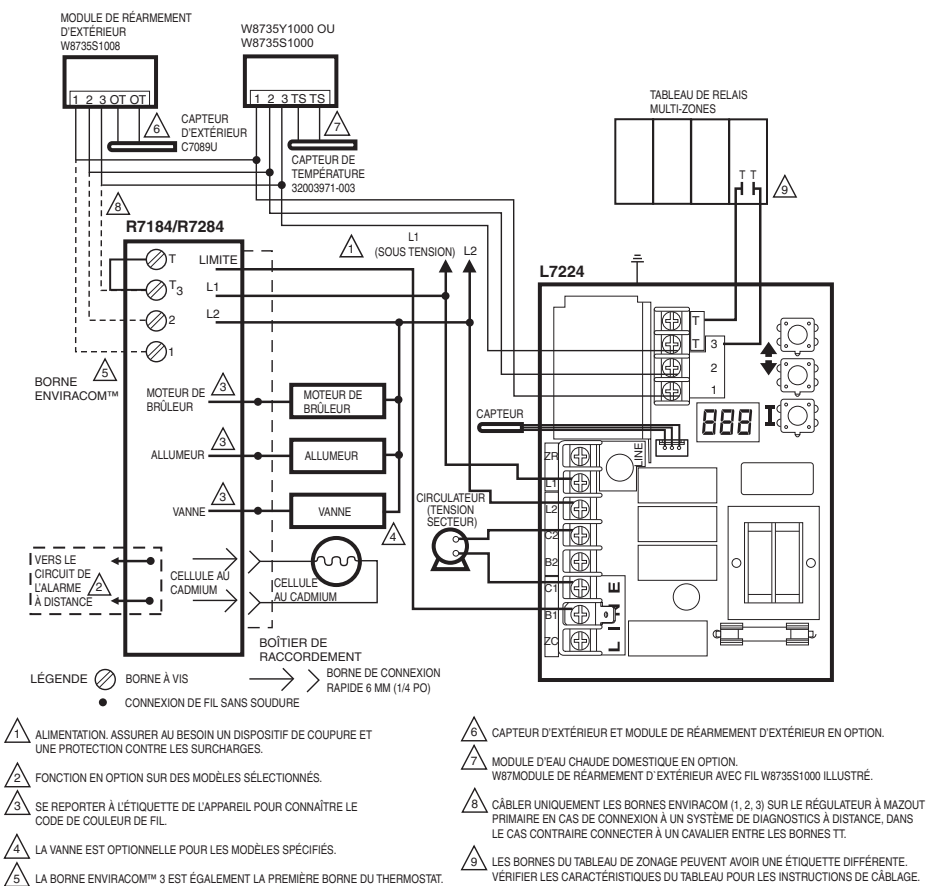 MODULE DE RÉARMEMENT
D'EXTÉRIEUR
W8735S1008
W8735Y1000 OU
W8735S1000
1 2 3 OT OT
1 2 3 TS TS
6
CAPTEUR
D'EXTÉRIEUR
C7089U
7
CAPTEUR DE
TEMPÉRATURE
32003971-003
TABLEAU DE RELAIS
MULTI-ZONES
T T
9
8
R7184/R7284
1
L1
(SOUS TENSION)
L2
L7224
T
LIMITE
T3
L1
2
L2
1
5
BORNE
ENVIRACOM™
T
T
3
2
1
MOTEUR DE
BRÛLEUR
3
MOTEUR DE
BRÛLEUR
CAPTEUR
888
ALLUMEUR
3
ALLUMEUR
VANNE
3
VANNE
4
CIRCULATEUR
(TENSION
SECTEUR)
ZR
L1
L2
C2
B2
C1
B1
ZC
LINE
LINE
VERS LE
CIRCUIT DE
L'ALARME
À DISTANCE
2
CELLULE AU
CADMIUM
CELLULE
AU CADMIUM
BOÎTIER DE
RACCORDEMENT
LÉGENDE
BORNE À VIS
BORNE DE CONNEXION
RAPIDE 6 MM (1/4 PO)
CONNEXION DE FIL SANS SOUDURE
1 ALIMENTATION. ASSURER AU BESOIN UN DISPOSITIF DE COUPURE ET
UNE PROTECTION CONTRE LES SURCHARGES.
2 FONCTION EN OPTION SUR DES MODÈLES SÉLECTIONNÉS.
3 SE REPORTER À L'ÉTIQUETTE DE L'APPAREIL POUR CONNAÎTRE LE
CODE DE COULEUR DE FIL.
4 LA VANNE EST OPTIONNELLE POUR LES MODÈLES SPÉCIFIÉS.
5 LA BORNE ENVIRACOM™ 3 EST ÉGALEMENT LA PREMIÈRE BORNE DU THERMOSTAT.
6 CAPTEUR D'EXTÉRIEUR ET MODULE DE RÉARMEMENT D'EXTÉRIEUR EN OPTION.
7 MODULE D'EAU CHAUDE DOMESTIQUE EN OPTION.
W87MODULE DE RÉARMEMENT D`EXTÉRIEUR AVEC FIL W8735S1000 ILLUSTRÉ.
8 CÂBLER UNIQUEMENT LES BORNES ENVIRACOM (1, 2, 3) SUR LE RÉGULATEUR À MAZOUT
PRIMAIRE EN CAS DE CONNEXION À UN SYSTÈME DE DIAGNOSTICS À DISTANCE, DANS
LE CAS CONTRAIRE CONNECTER À UN CAVALIER ENTRE LES BORNES TT.
9 LES BORNES DU TABLEAU DE ZONAGE PEUVENT AVOIR UNE ÉTIQUETTE DIFFÉRENTE.
VÉRIFIER LES CARACTÉRISTIQUES DU TABLEAU POUR LES INSTRUCTIONS DE CÂBLAGE.